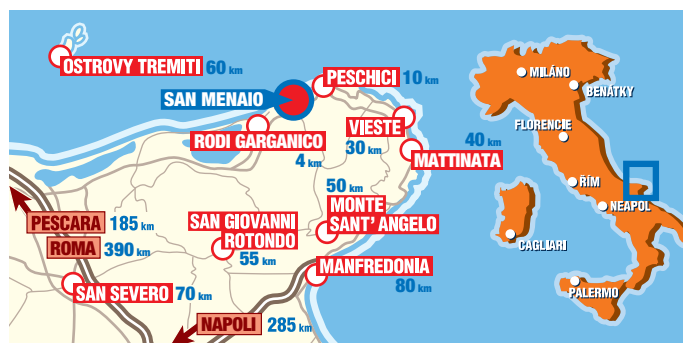 OSTROVY TREMITI 60 km
PESCHICI 10 km
SAN MENAIO
RODI GARGANICO
4 km
VIESTE
30 km
40 km
MATTINATA
50 km
MONTE
SANT' ANGELO
PESCARA 185 km
ROMA 390 km
SAN GIOVANNI
ROTONDO
55 km
MANFREDONIA
80 km
SAN SEVERO 70 km
NAPOLI 285 km
MILÁNO
BENÁTKY
FLORENCIE
ŘÍM
NEAPOL
CAGLIARI
PALERMO